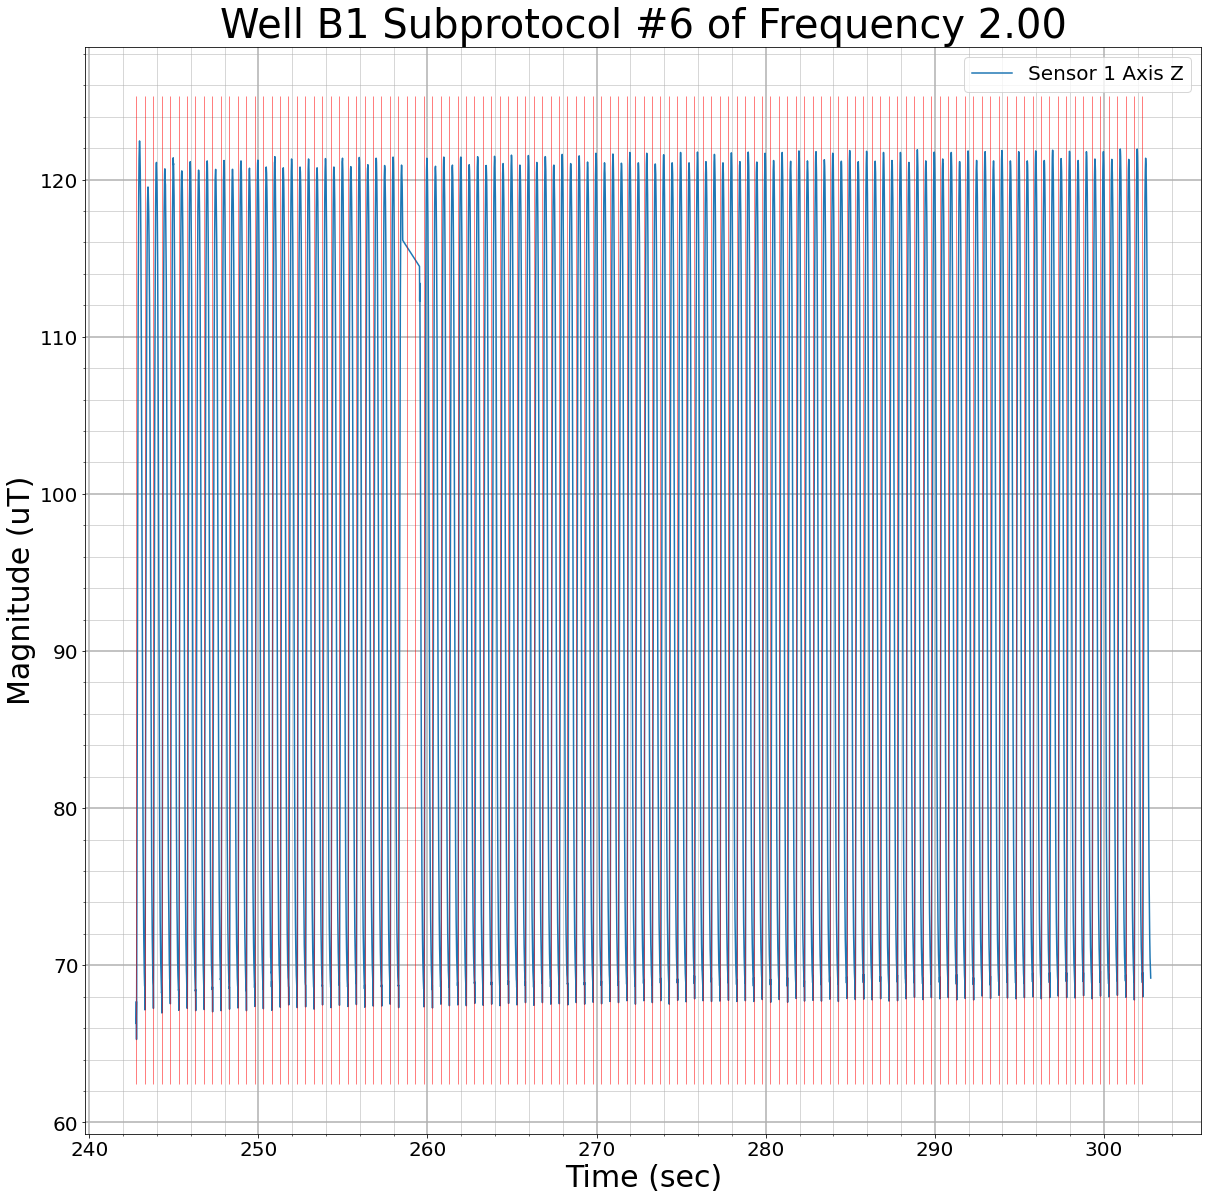 Well B1 Subprotocol #6 of Frequency 2.00
Sensor 1 Axis Z
120
110
100
90
80
70
60
Magnitude (uT)
240 250 260 270 280 290 300
Time (sec)